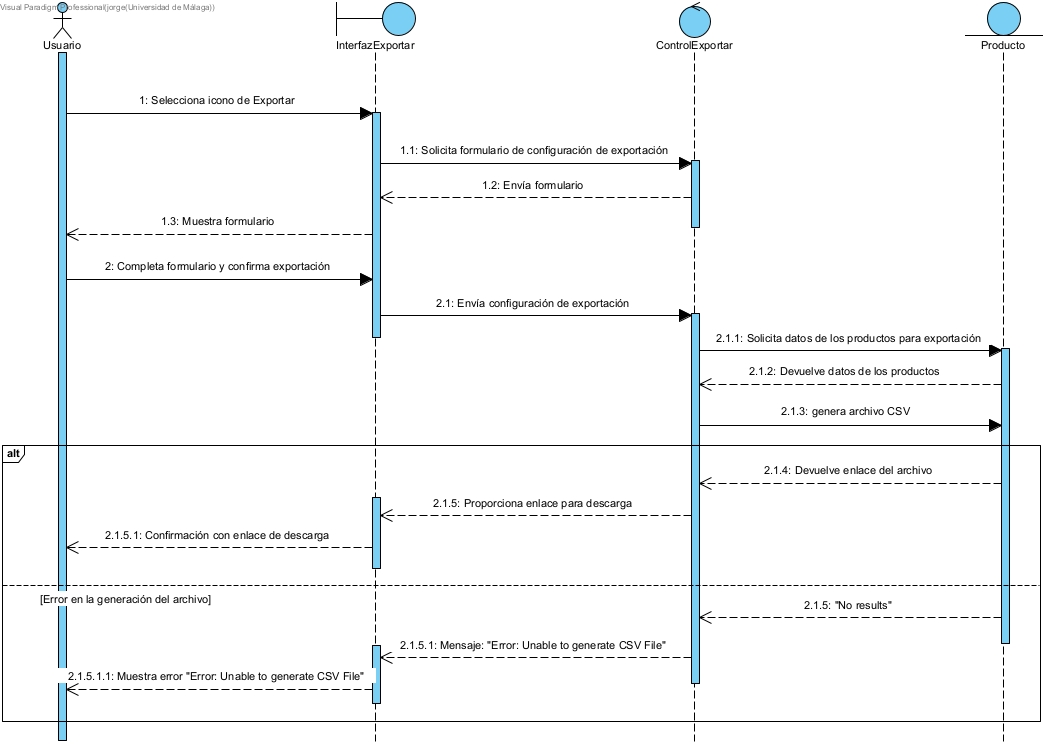 Visual Paradigm Professional(jorge(Universidad de Málaga))
Usuario
InterfazExportar
ControlExportar
Producto
1: Selecciona icono de Exportar
1.1: Solicita formulario de configuración de exportación
1.2: Envía formulario
1.3: Muestra formulario
2: Completa formulario y confirma exportación
2.1: Envía configuración de exportación
2.1.1: Solicita datos de los productos para exportación
2.1.2: Devuelve datos de los productos
2.1.3: genera archivo CSV
alt
2.1.4: Devuelve enlace del archivo
2.1.5: Proporciona enlace para descarga
2.1.5.1: Confirmación con enlace de descarga
[Error en la generación del archivo]
2.1.5: "No results"
2.1.5.1: Mensaje: "Error: Unable to generate CSV File"
2.1.5.1.1: Muestra error "Error: Unable to generate CSV File"